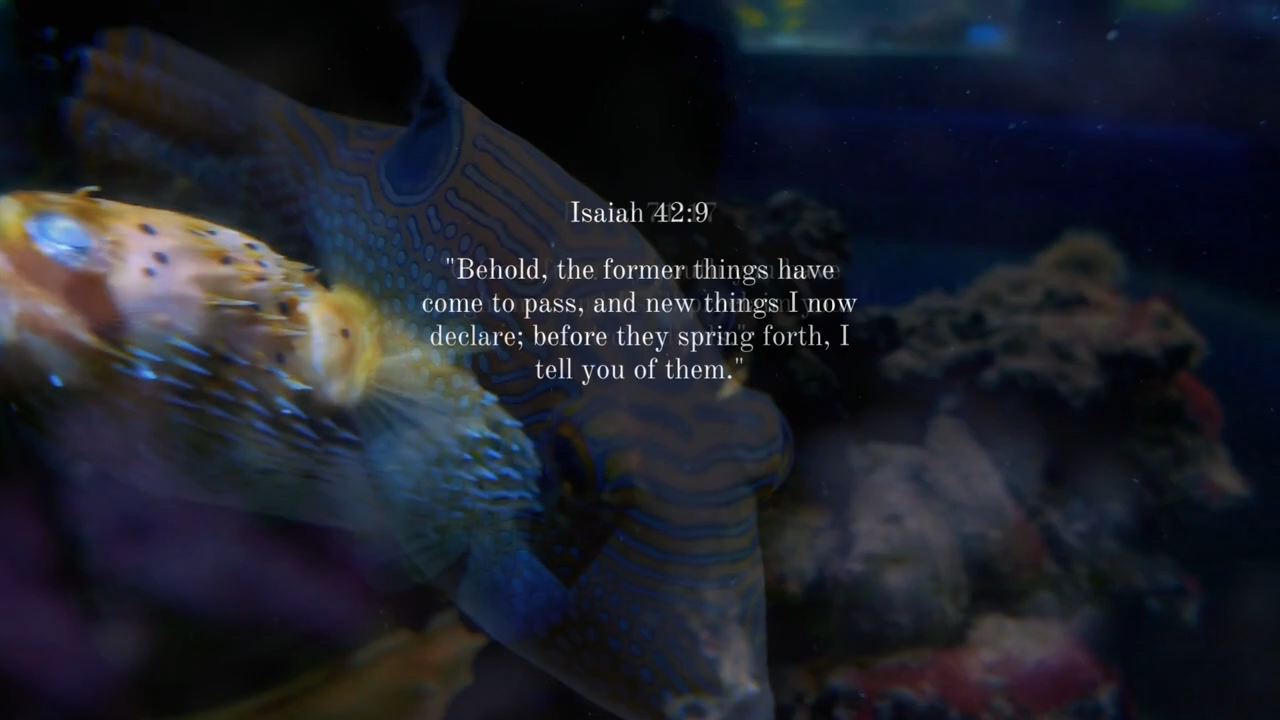 Isaiah 42:9
"Behold, the former things have
come to pass, and new things I now
declare; before they spring forth, I
tell you of them."